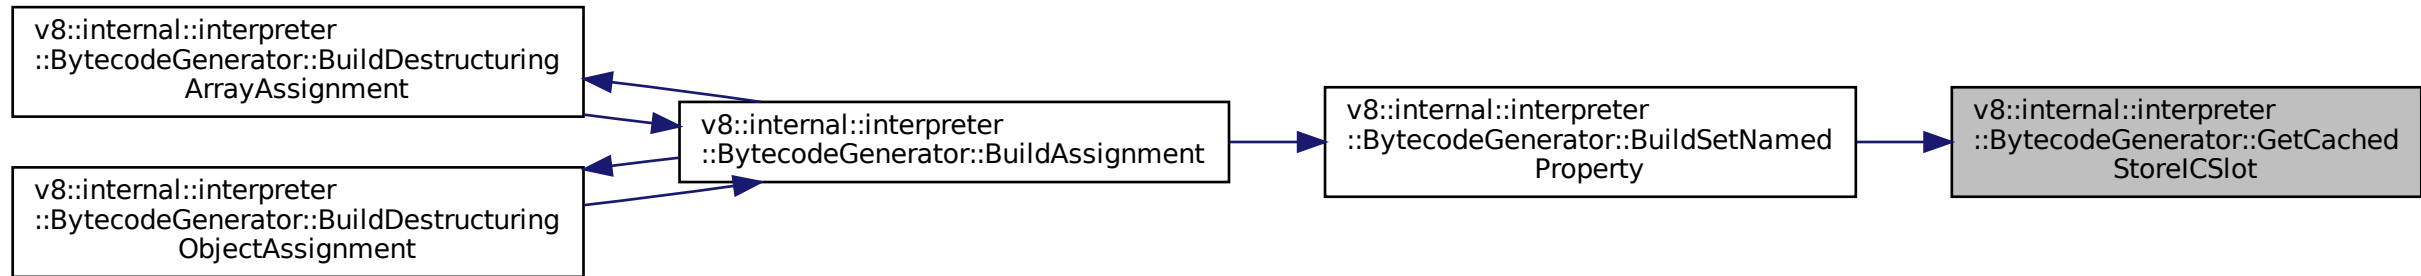 v8::internal::interpreter
::BytecodeGenerator::BuildDestructuring
ArrayAssignment
v8::internal::interpreter
::BytecodeGenerator::BuildDestructuring
ObjectAssignment
v8::internal::interpreter
::BytecodeGenerator::BuildAssignment
v8::internal::interpreter
::BytecodeGenerator::BuildSetNamed
Property
v8::internal::interpreter
::BytecodeGenerator::GetCached
StoreICSlot